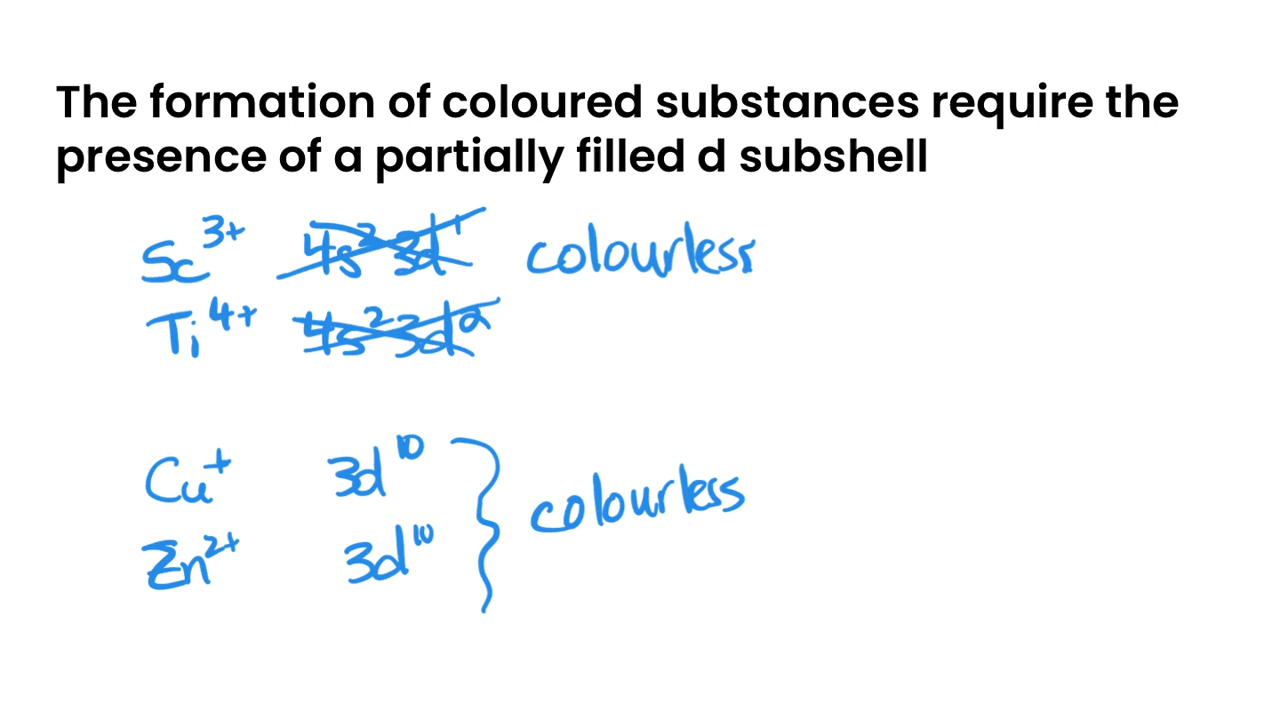 The formation of coloured substances require the
presence of a partially filled d subshell
Sc³⁺ 4s² 3d¹ colourless
Ti⁴⁺ 4s² 3d²
Cu⁺ 3d¹⁰
Zn²⁺ 3d¹⁰
colourless